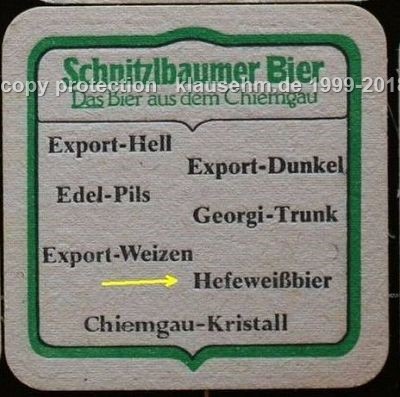 Schnitzlbaumer Bier
copy protection klausehm.de 1999-2018
Das Bier aus dem Chiemgau
Export-Hell
Export-Dunkel
Edel-Pils
Georgi-Trunk
Export-Weizen
Hefeweißbier
Chiemgau-Kristall